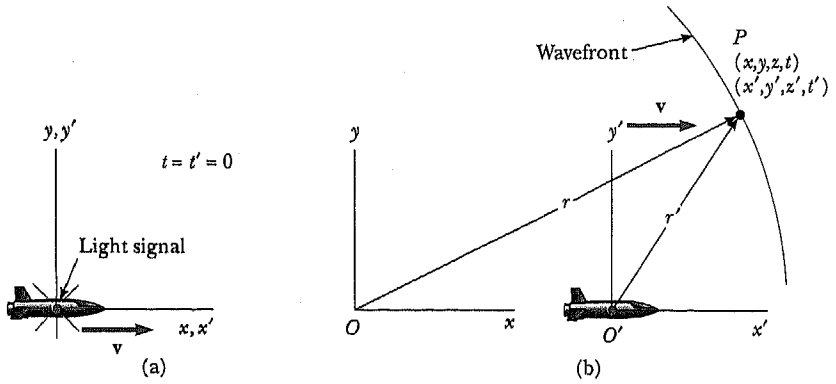 y, y′
t = t′ = 0
Light signal
v
x, x′
(a)
Wavefront
P
(x,y,z,t)
(x′,y′,z′,t′)
v
y
y′
r
r′
O
x
O′
x′
(b)